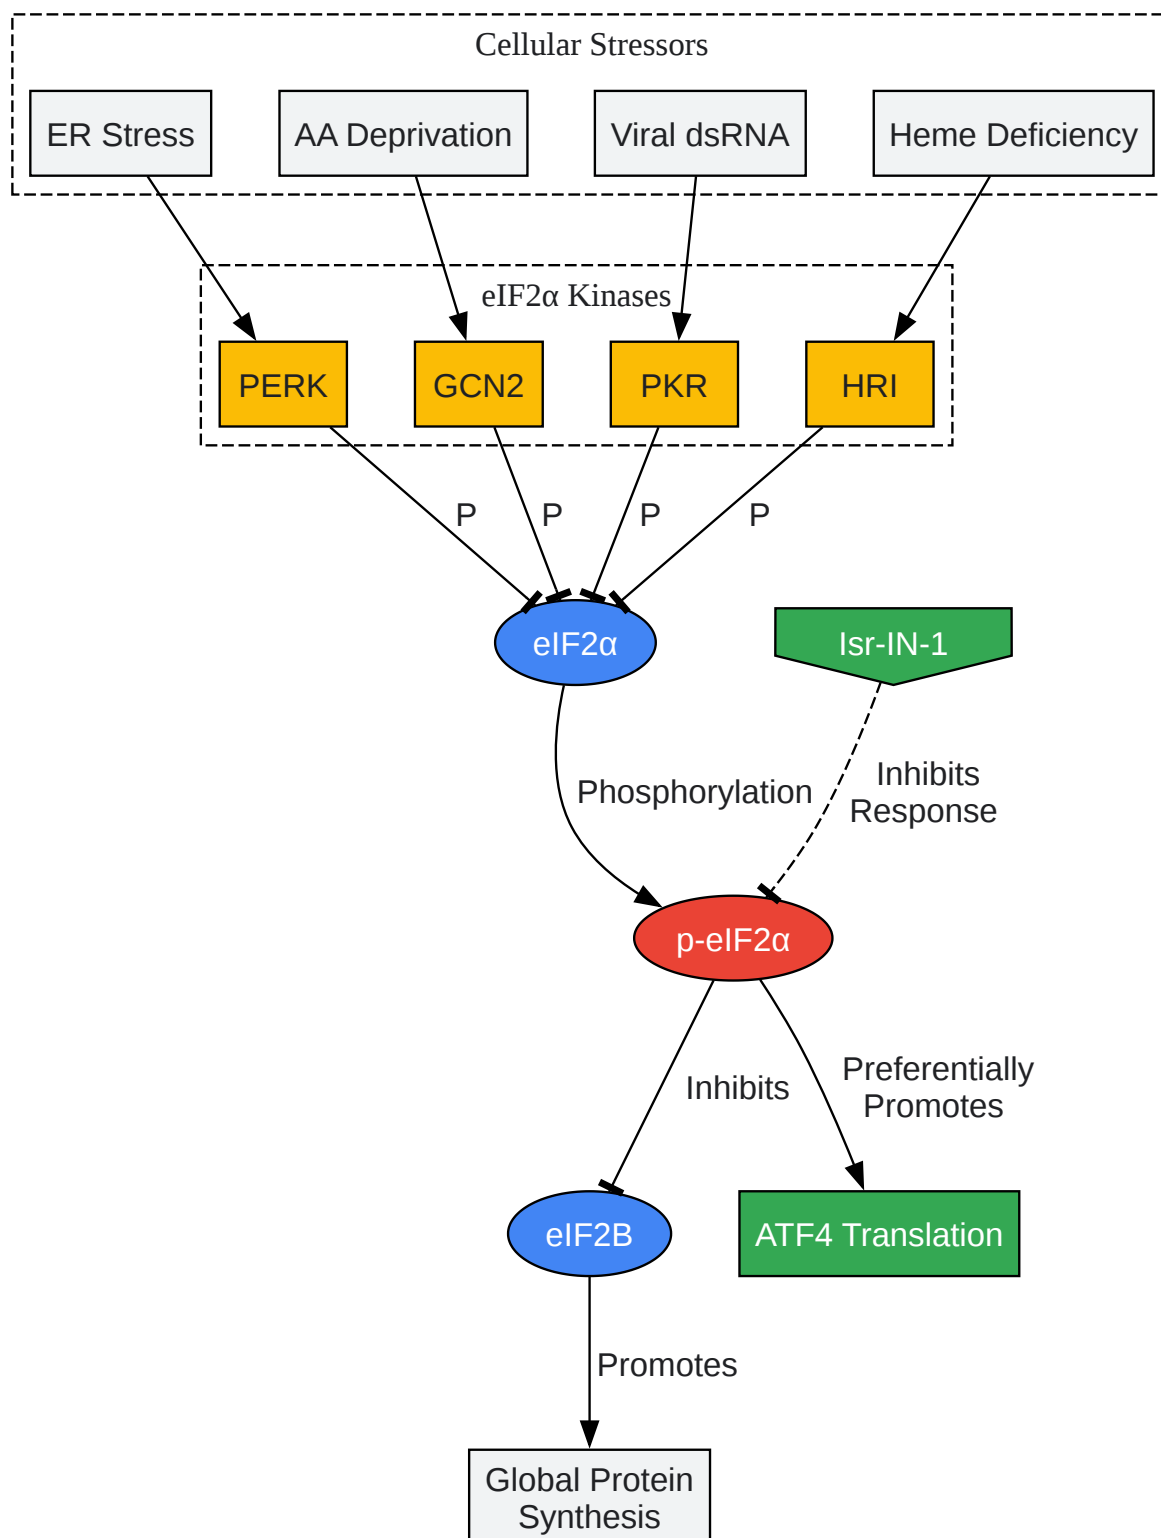 Cellular Stressors
ER Stress
AA Deprivation
Viral dsRNA
Heme Deficiency
eIF2α Kinases
PERK
GCN2
PKR
HRI
P
P
P
P
eIF2α
Isr-IN-1
Phosphorylation
Inhibits
Response
p-eIF2α
Inhibits
Preferentially
Promotes
eIF2B
ATF4 Translation
Promotes
Global Protein
Synthesis